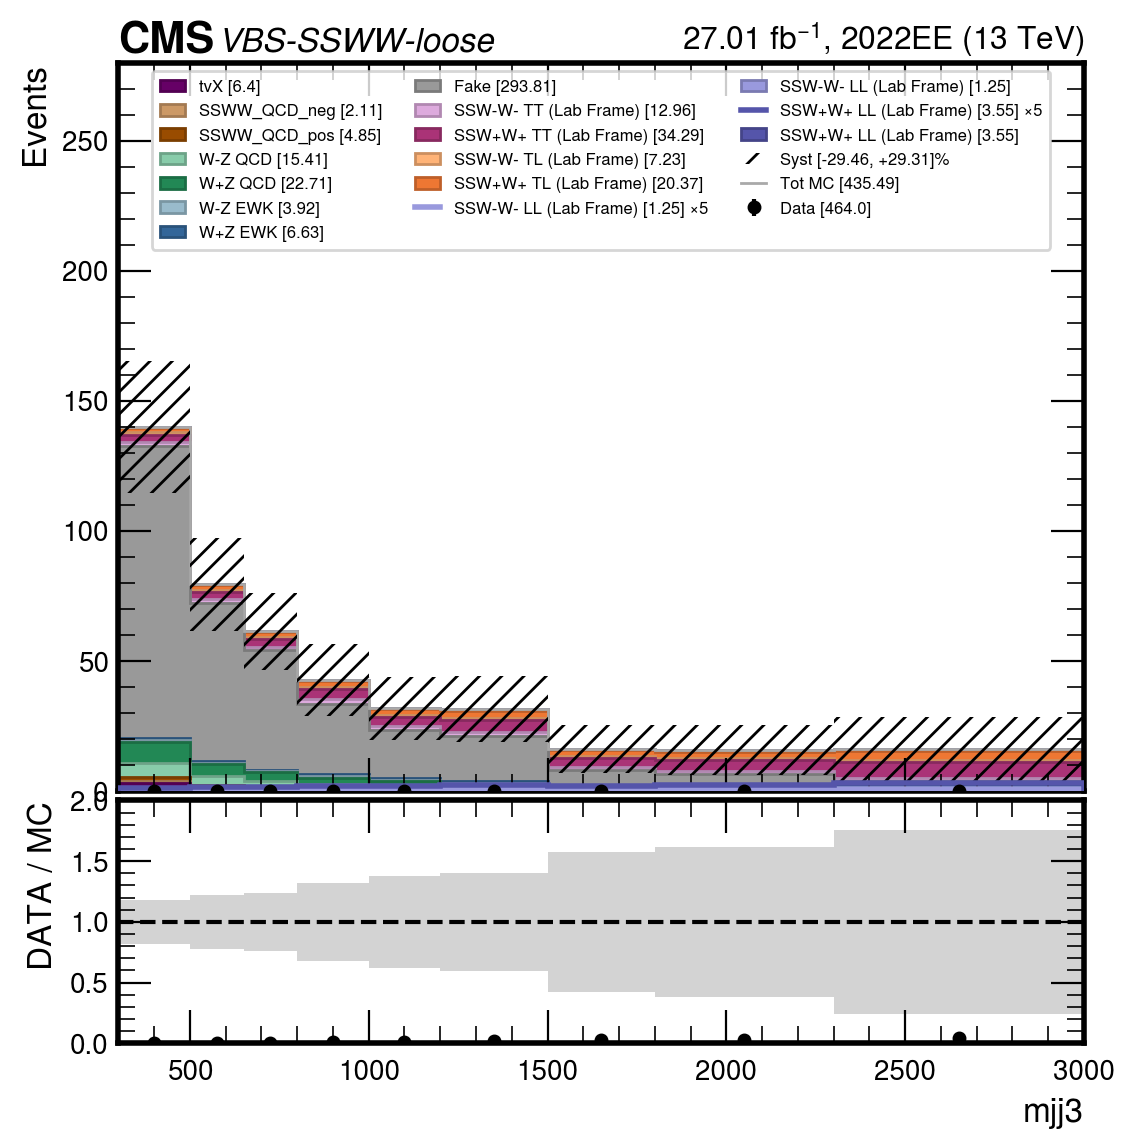 CMS VBS-SSWW-loose 27.01 fb⁻¹, 2022EE (13 TeV)
Events
tvX [6.4]
SSWW_QCD_neg [2.11]
SSWW_QCD_pos [4.85]
W-Z QCD [15.41]
W+Z QCD [22.71]
W-Z EWK [3.92]
W+Z EWK [6.63]
Fake [293.81]
SSW-W- TT (Lab Frame) [12.96]
SSW+W+ TT (Lab Frame) [34.29]
SSW-W- TL (Lab Frame) [7.23]
SSW+W+ TL (Lab Frame) [20.37]
SSW-W- LL (Lab Frame) [1.25] ×5
SSW-W- LL (Lab Frame) [1.25]
SSW+W+ LL (Lab Frame) [3.55] ×5
SSW+W+ LL (Lab Frame) [3.55]
Syst [-29.46, +29.31]%
Tot MC [435.49]
Data [464.0]
250
200
150
100
50
0
DATA / MC
2.0
1.5
1.0
0.5
0.0
500 1000 1500 2000 2500 3000
mjj3